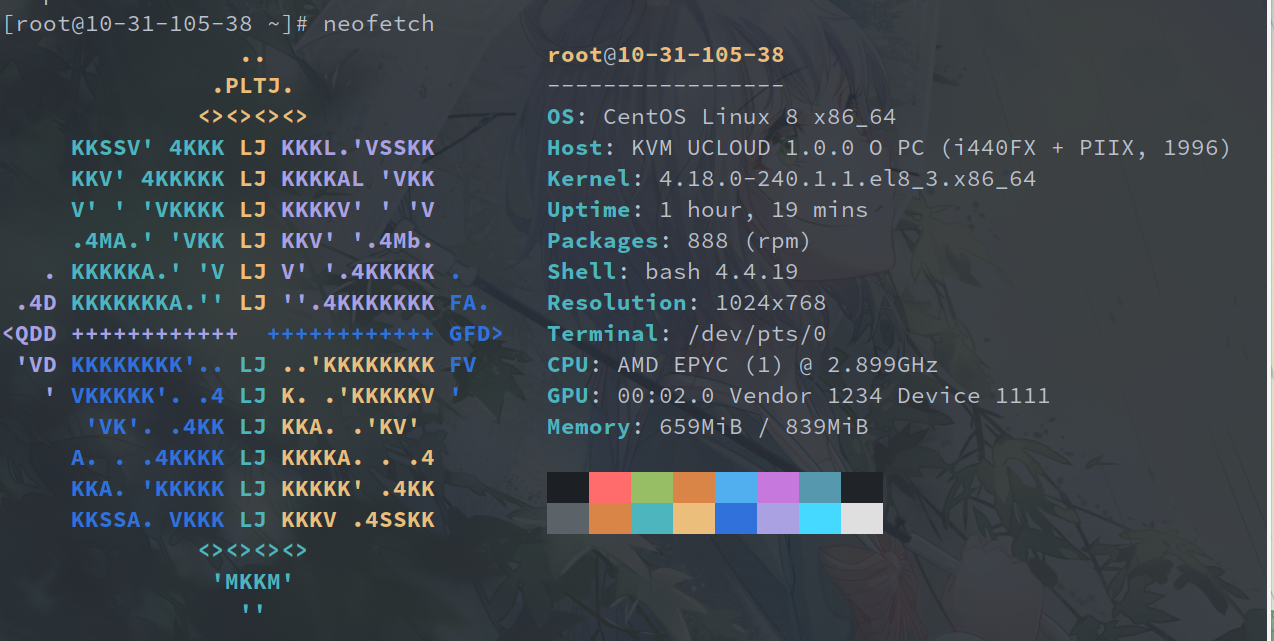 [root@10-31-105-38 ~]# neofetch
                 ..                    root@10-31-105-38
               .PLTJ.                  -----------------
              <><><><>                 OS: CentOS Linux 8 x86_64
     KKSSV' 4KKK LJ KKKL.'VSSKK        Host: KVM UCLOUD 1.0.0 O PC (i440FX + PIIX, 1996)
     KKV' 4KKKKK LJ KKKKAL 'VKK        Kernel: 4.18.0-240.1.1.el8_3.x86_64
     V' ' 'VKKKK LJ KKKKV' ' 'V        Uptime: 1 hour, 19 mins
     .4MA.' 'VKK LJ KKV' '.4Mb.        Packages: 888 (rpm)
   . KKKKKA.' 'V LJ V' '.4KKKKK .      Shell: bash 4.4.19
 .4D KKKKKKKA.'' LJ ''.4KKKKKKK FA.    Resolution: 1024x768
<QDD ++++++++++++  ++++++++++++ GFD>   Terminal: /dev/pts/0
 'VD KKKKKKKK'.. LJ ..'KKKKKKKK FV     CPU: AMD EPYC (1) @ 2.899GHz
   ' VKKKKK'. .4 LJ K. .'KKKKKV '      GPU: 00:02.0 Vendor 1234 Device 1111
      'VK'. .4KK LJ KKA. .'KV'         Memory: 659MiB / 839MiB
     A. . .4KKKK LJ KKKKA. . .4
     KKA. 'KKKKK LJ KKKKK' .4KK
     KKSSA. VKKK LJ KKKV .4SSKK
              <><><><>
               'MKKM'
                 ''